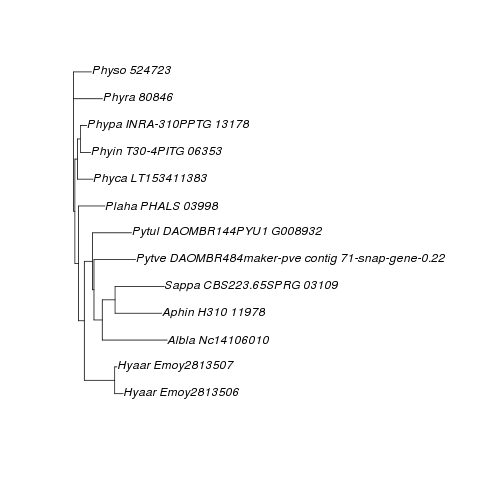 Physo 524723
Phyra 80846
Phypa INRA-310PPTG 13178
Phyin T30-4PITG 06353
Phyca LT153411383
Plaha PHALS 03998
Pytul DAOMBR144PYU1 G008932
Pytve DAOMBR484maker-pve contig 71-snap-gene-0.22
Sappa CBS223.65SPRG 03109
Aphin H310 11978
Albla Nc14106010
Hyaar Emoy2813507
Hyaar Emoy2813506